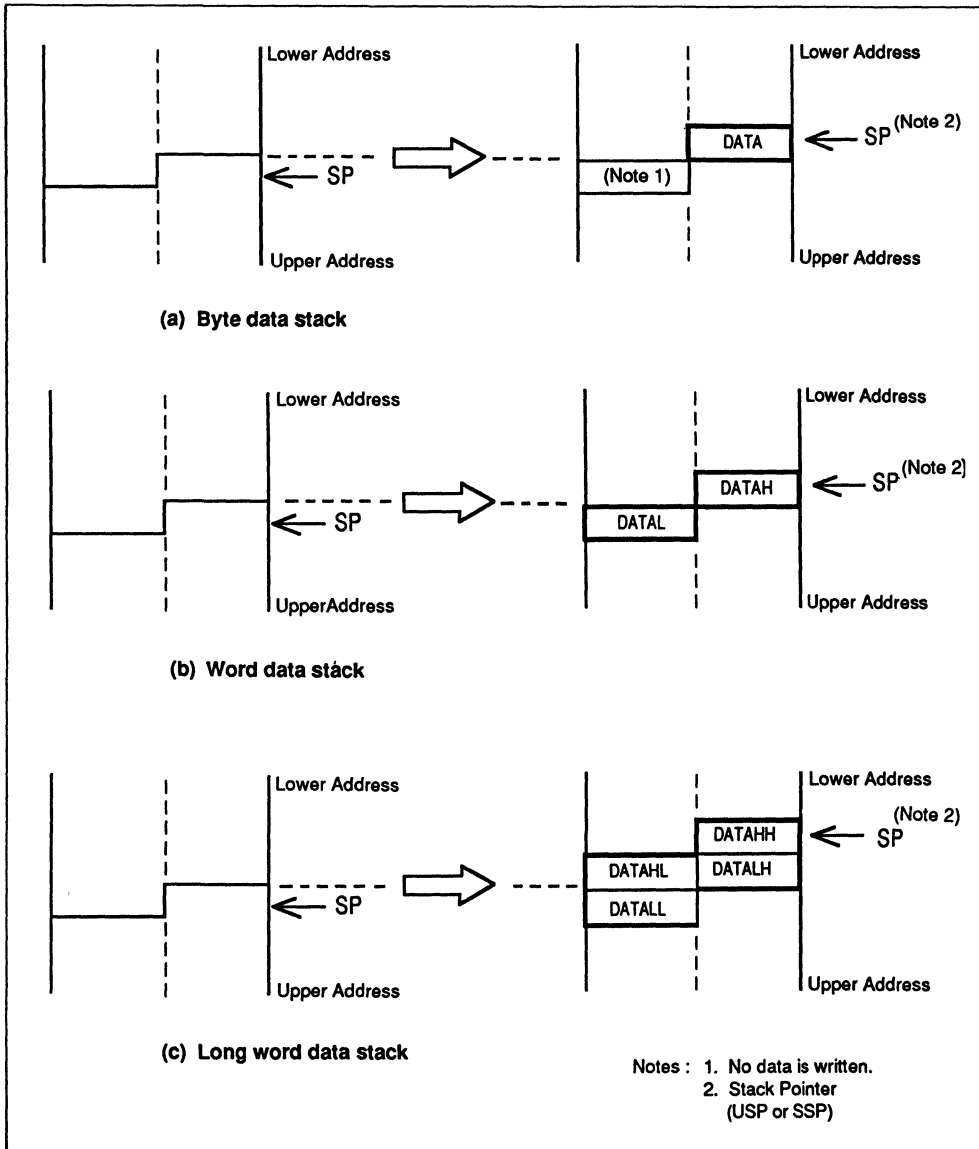 Lower Address
SP
Upper Address
Lower Address
DATA
SP (Note 2)
(Note 1)
Upper Address
(a) Byte data stack
Lower Address
SP
UpperAddress
Lower Address
DATAH
SP (Note 2)
DATAL
Upper Address
(b) Word data stack
Lower Address
SP
Upper Address
Lower Address
(Note 2)
DATAHH
SP
DATAHL
DATALH
DATALL
Upper Address
(c) Long word data stack
Notes : 1. No data is written.
2. Stack Pointer
(USP or SSP)